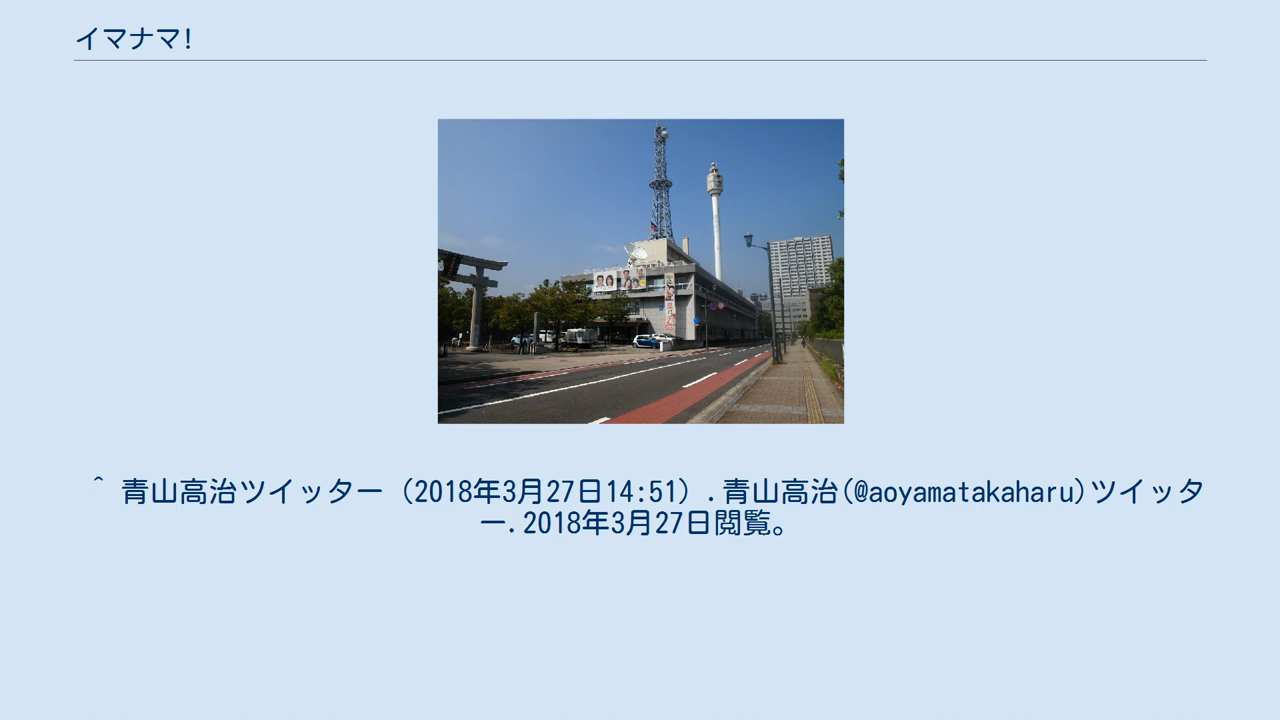 イマナマ!
^ 青山高治ツイッター（2018年3月27日14:51）.青山高治(@aoyamatakaharu)ツイッタ
ー.2018年3月27日閲覧。